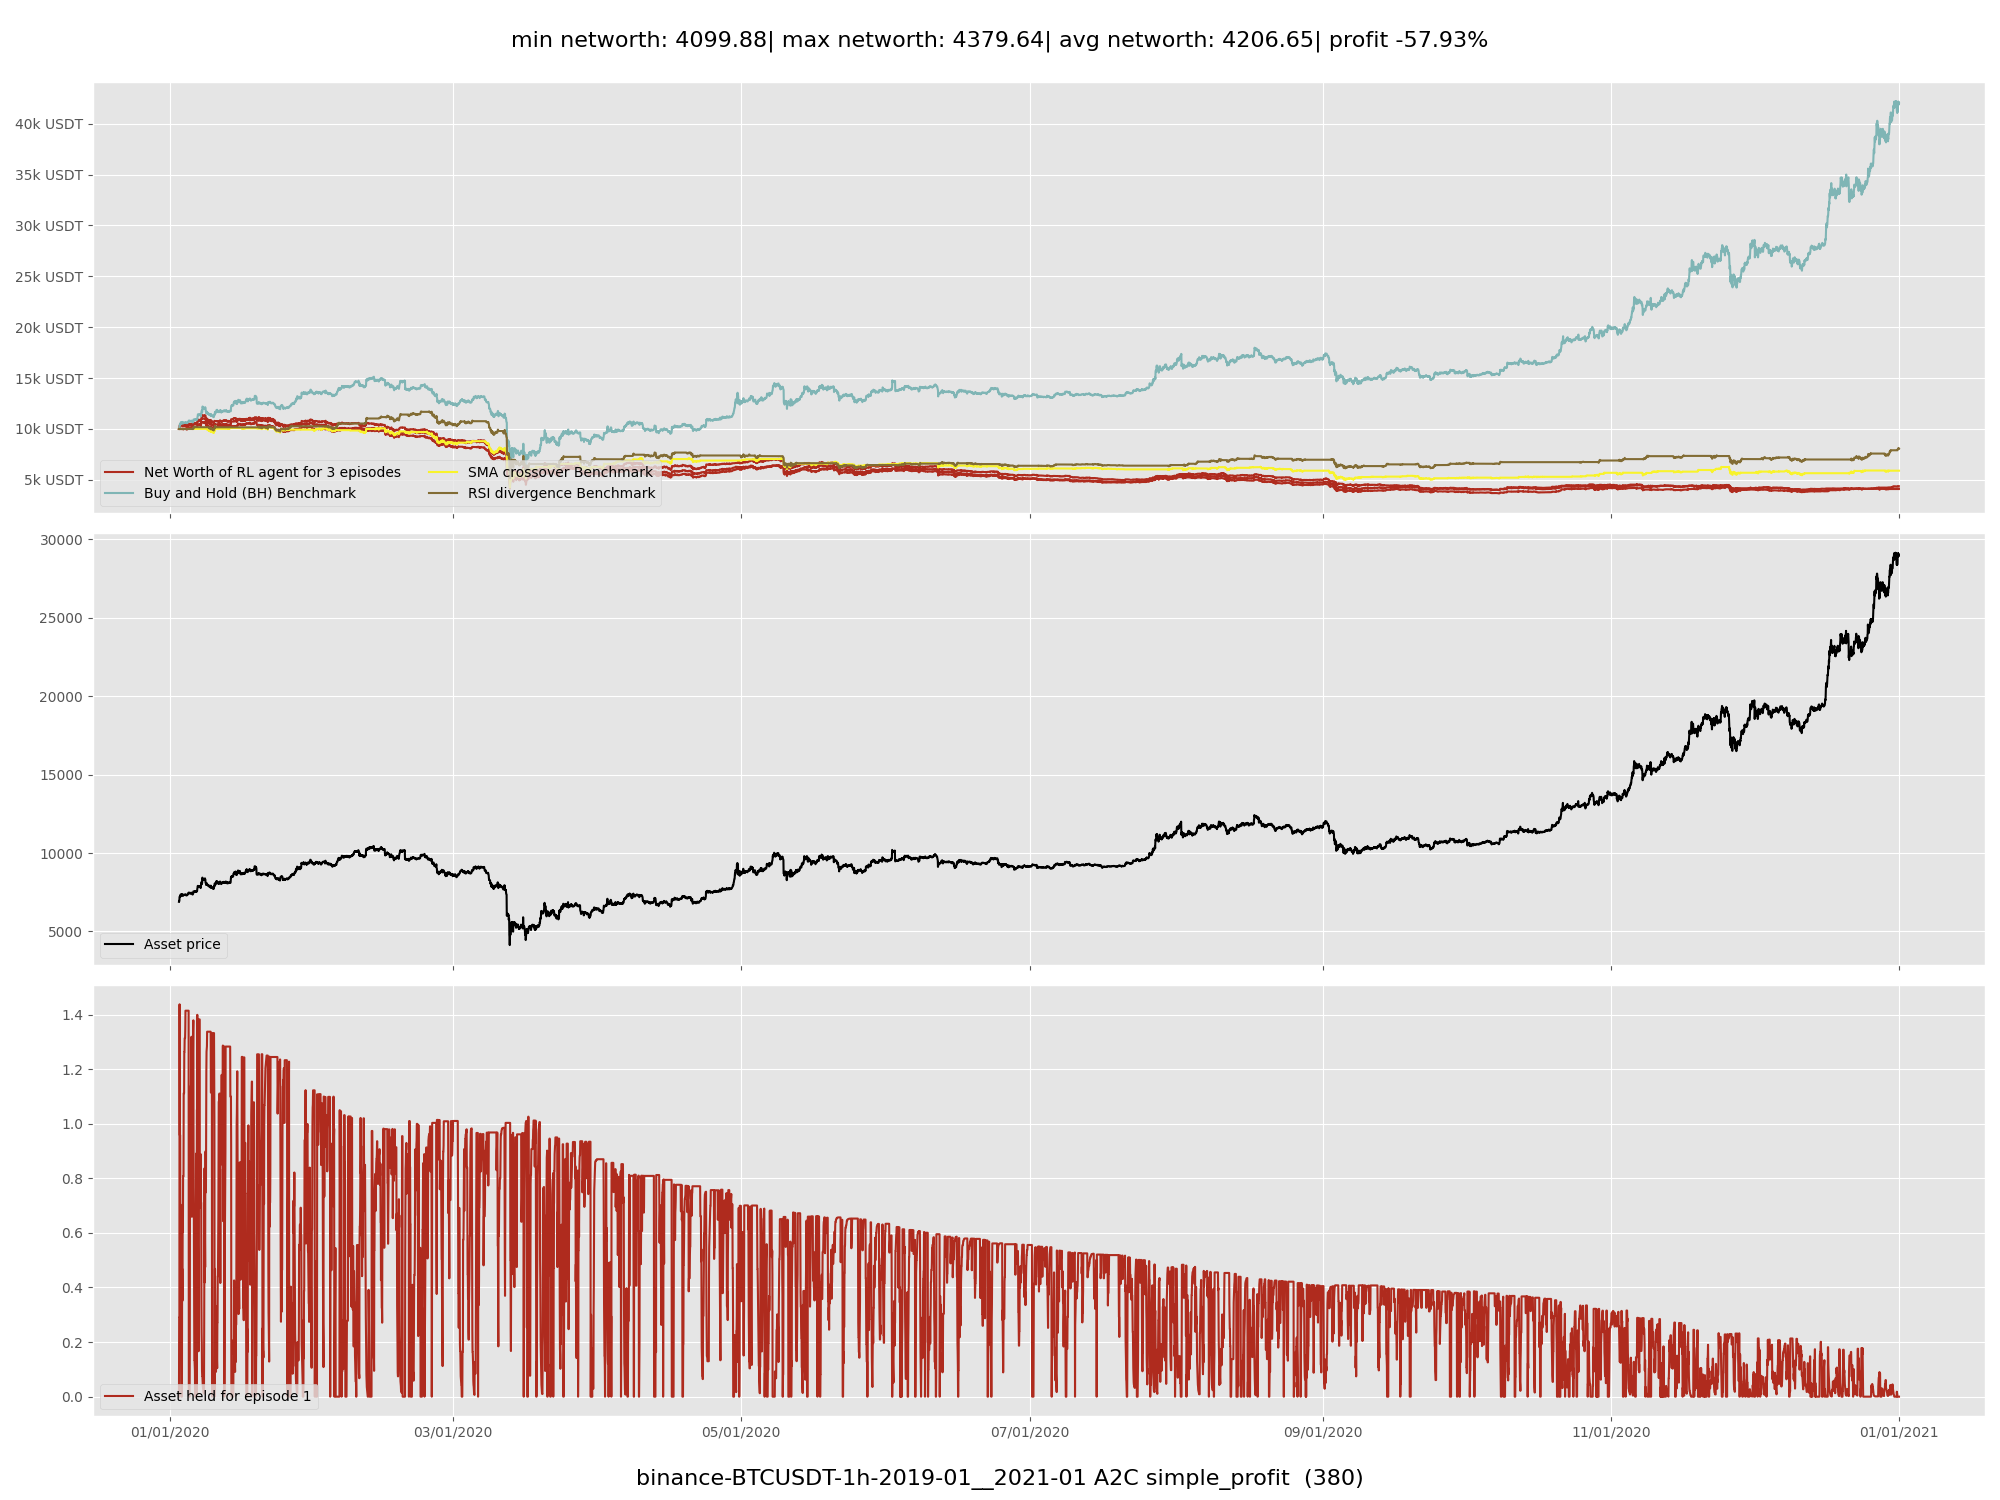 min networth: 4099.88| max networth: 4379.64| avg networth: 4206.65| profit -57.93%
40k USDT
35k USDT
30k USDT
25k USDT
20k USDT
15k USDT
10k USDT
5k USDT
Net Worth of RL agent for 3 episodes
Buy and Hold (BH) Benchmark
SMA crossover Benchmark
RSI divergence Benchmark
30000
25000
20000
15000
10000
5000
Asset price
1.4
1.2
1.0
0.8
0.6
0.4
0.2
0.0
Asset held for episode 1
01/01/2020
03/01/2020
05/01/2020
07/01/2020
09/01/2020
11/01/2020
01/01/2021
binance-BTCUSDT-1h-2019-01__2021-01 A2C simple_profit  (380)